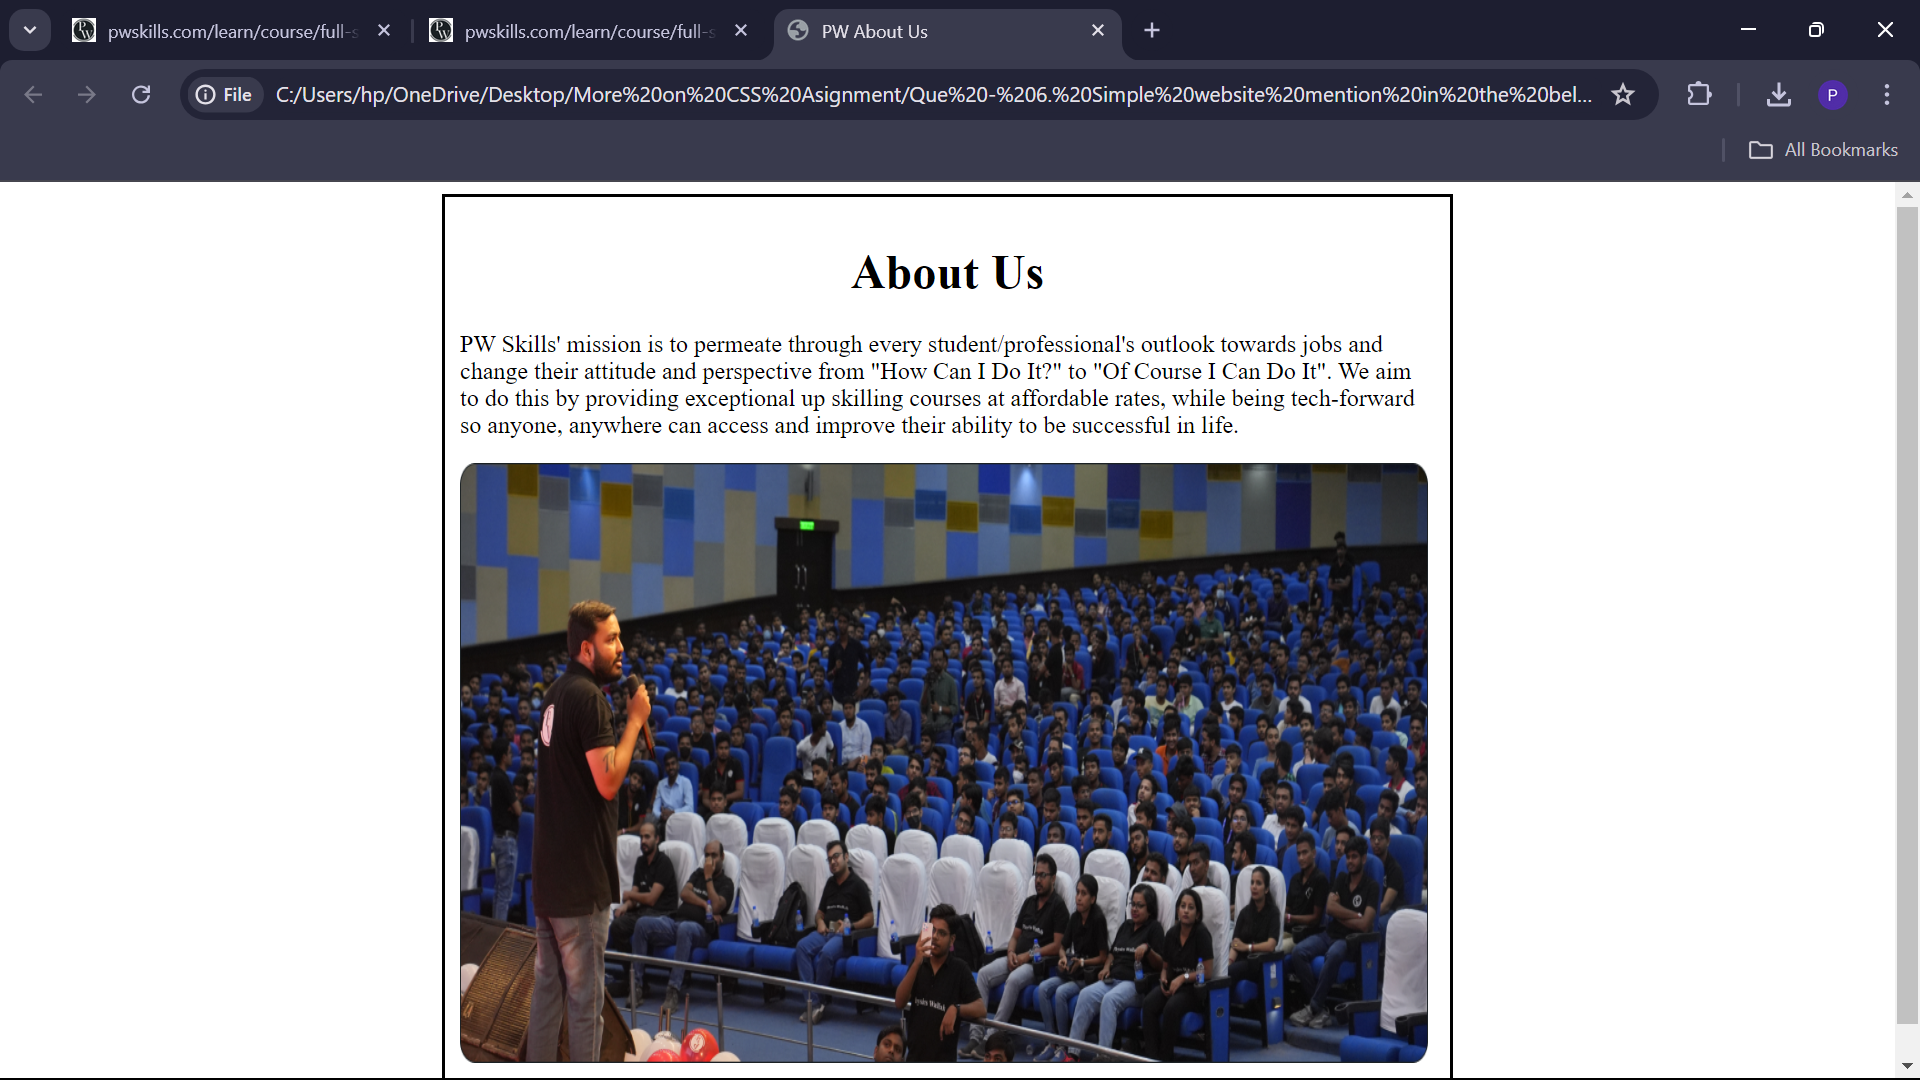 pwskills.com/learn/course/full-s
pwskills.com/learn/course/full-s
PW About Us
File
C:/Users/hp/OneDrive/Desktop/More%20on%20CSS%20Asignment/Que%20-%206.%20Simple%20website%20mention%20in%20the%20bel...
P
All Bookmarks
About Us
PW Skills' mission is to permeate through every student/professional's outlook towards jobs and
change their attitude and perspective from "How Can I Do It?" to "Of Course I Can Do It". We aim
to do this by providing exceptional up skilling courses at affordable rates, while being tech-forward
so anyone, anywhere can access and improve their ability to be successful in life.